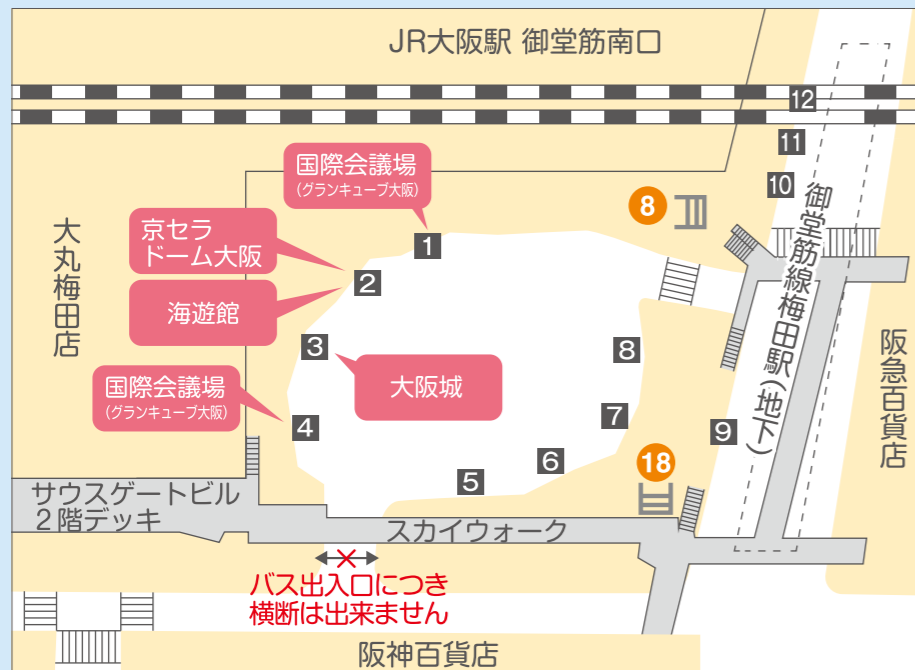 JR大阪駅 御堂筋南口
12
11
10
国際会議場
(グランキューブ大阪)
8
1
京セラ
ドーム大阪
2
海遊館
大丸梅田店
御堂筋線梅田駅(地下)
3
大阪城
8
阪急百貨店
国際会議場
(グランキューブ大阪)
4
7
9
6
18
5
サウスゲートビル
2階デッキ
スカイウォーク
バス出入口につき
横断は出来ません
阪神百貨店